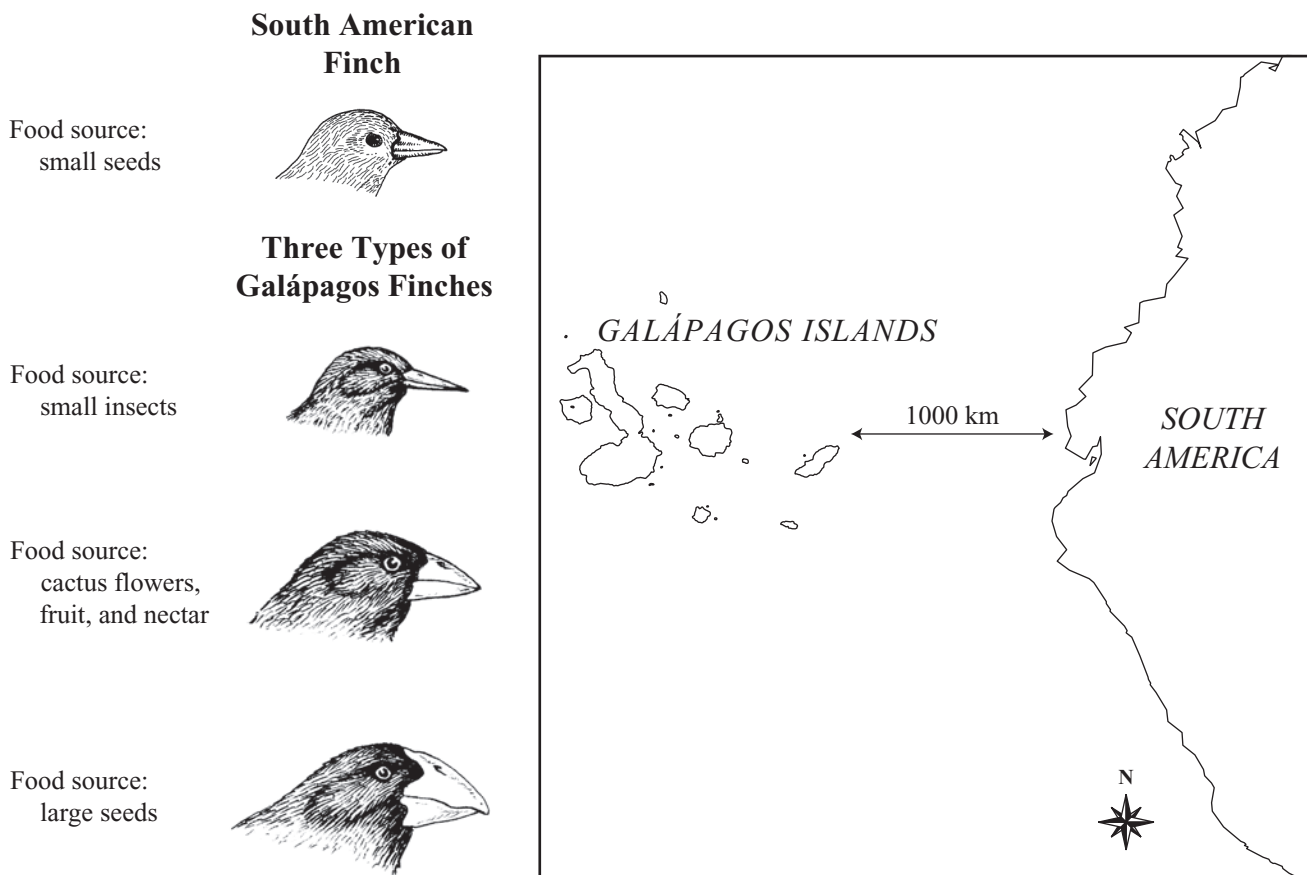 South American
Finch
Food source:
small seeds
Three Types of
Galápagos Finches
Food source:
small insects
Food source:
cactus flowers,
fruit, and nectar
Food source:
large seeds
GALÁPAGOS ISLANDS
1000 km
SOUTH
AMERICA
N